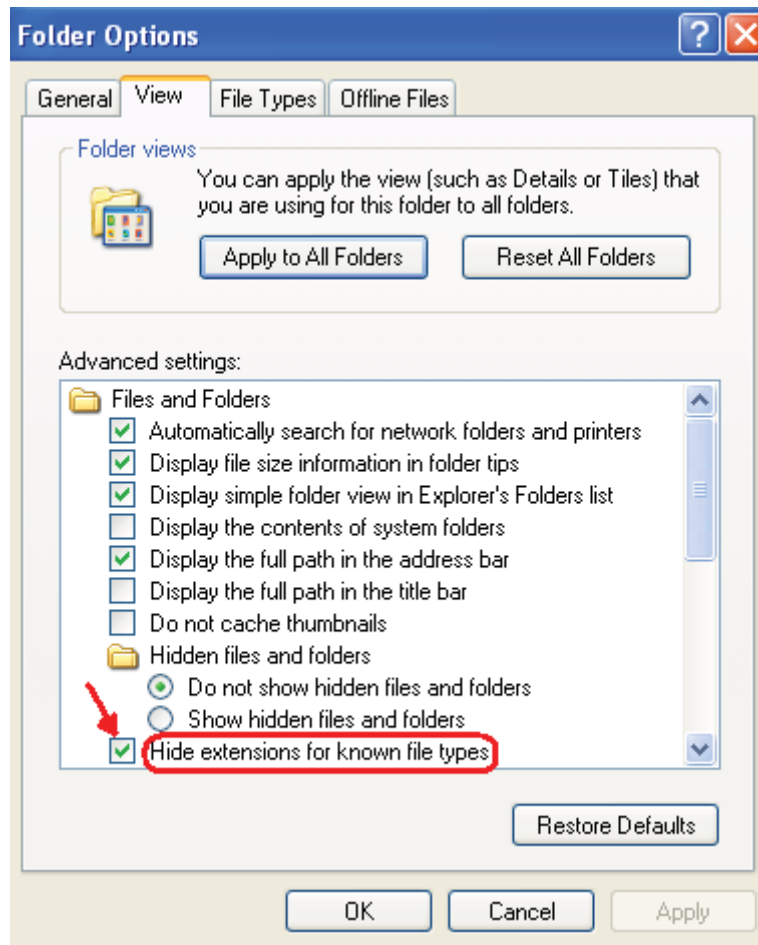 Folder Options
General View File Types Offline Files
Folder views
You can apply the view (such as Details or Tiles) that
you are using for this folder to all folders.
Apply to All Folders Reset All Folders
Advanced settings:
Files and Folders
Automatically search for network folders and printers
Display file size information in folder tips
Display simple folder view in Explorer's Folders list
Display the contents of system folders
Display the full path in the address bar
Display the full path in the title bar
Do not cache thumbnails
Hidden files and folders
Do not show hidden files and folders
Show hidden files and folders
Hide extensions for known file types
Restore Defaults
OK Cancel Apply